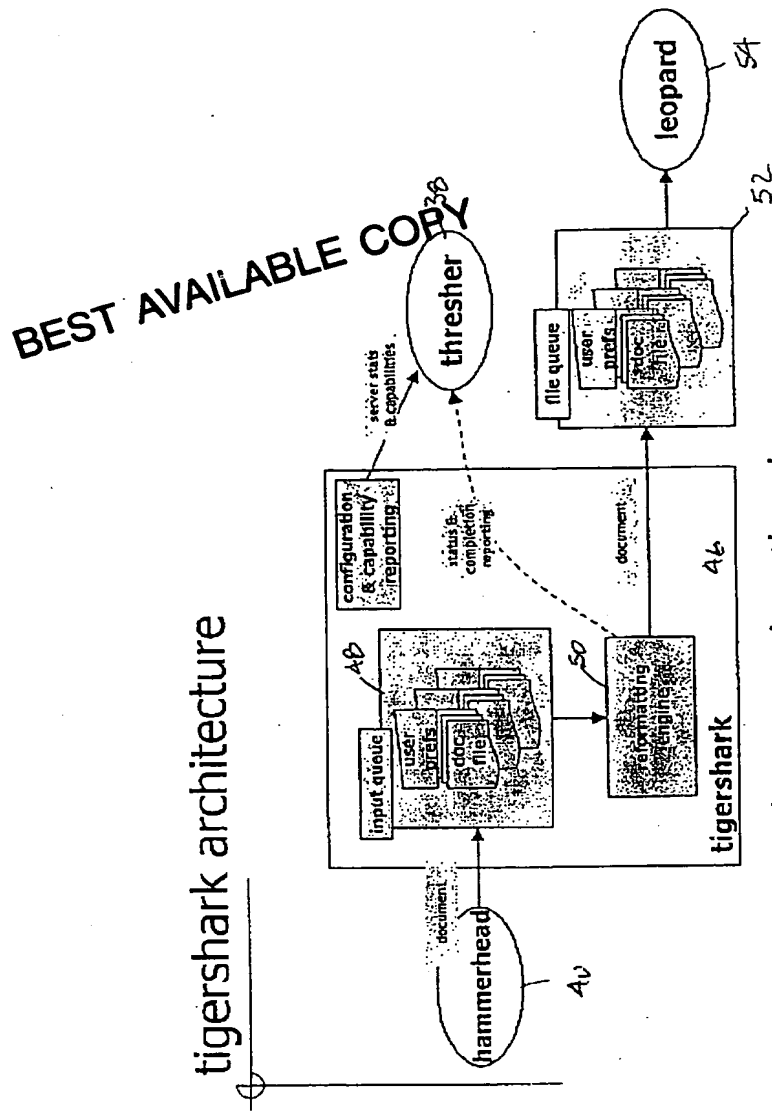 BEST AVAILABLE COPY
tigershark architecture
hammerhead
40
document
input queue
48
user
prefs
doc
file
configuration
& capability
reporting
server stats
& capabilities
thresher
38
status &
completion
reporting
50
reformatting
engine
tigershark
46
document
file queue
user
prefs
doc
file
52
leopard
54